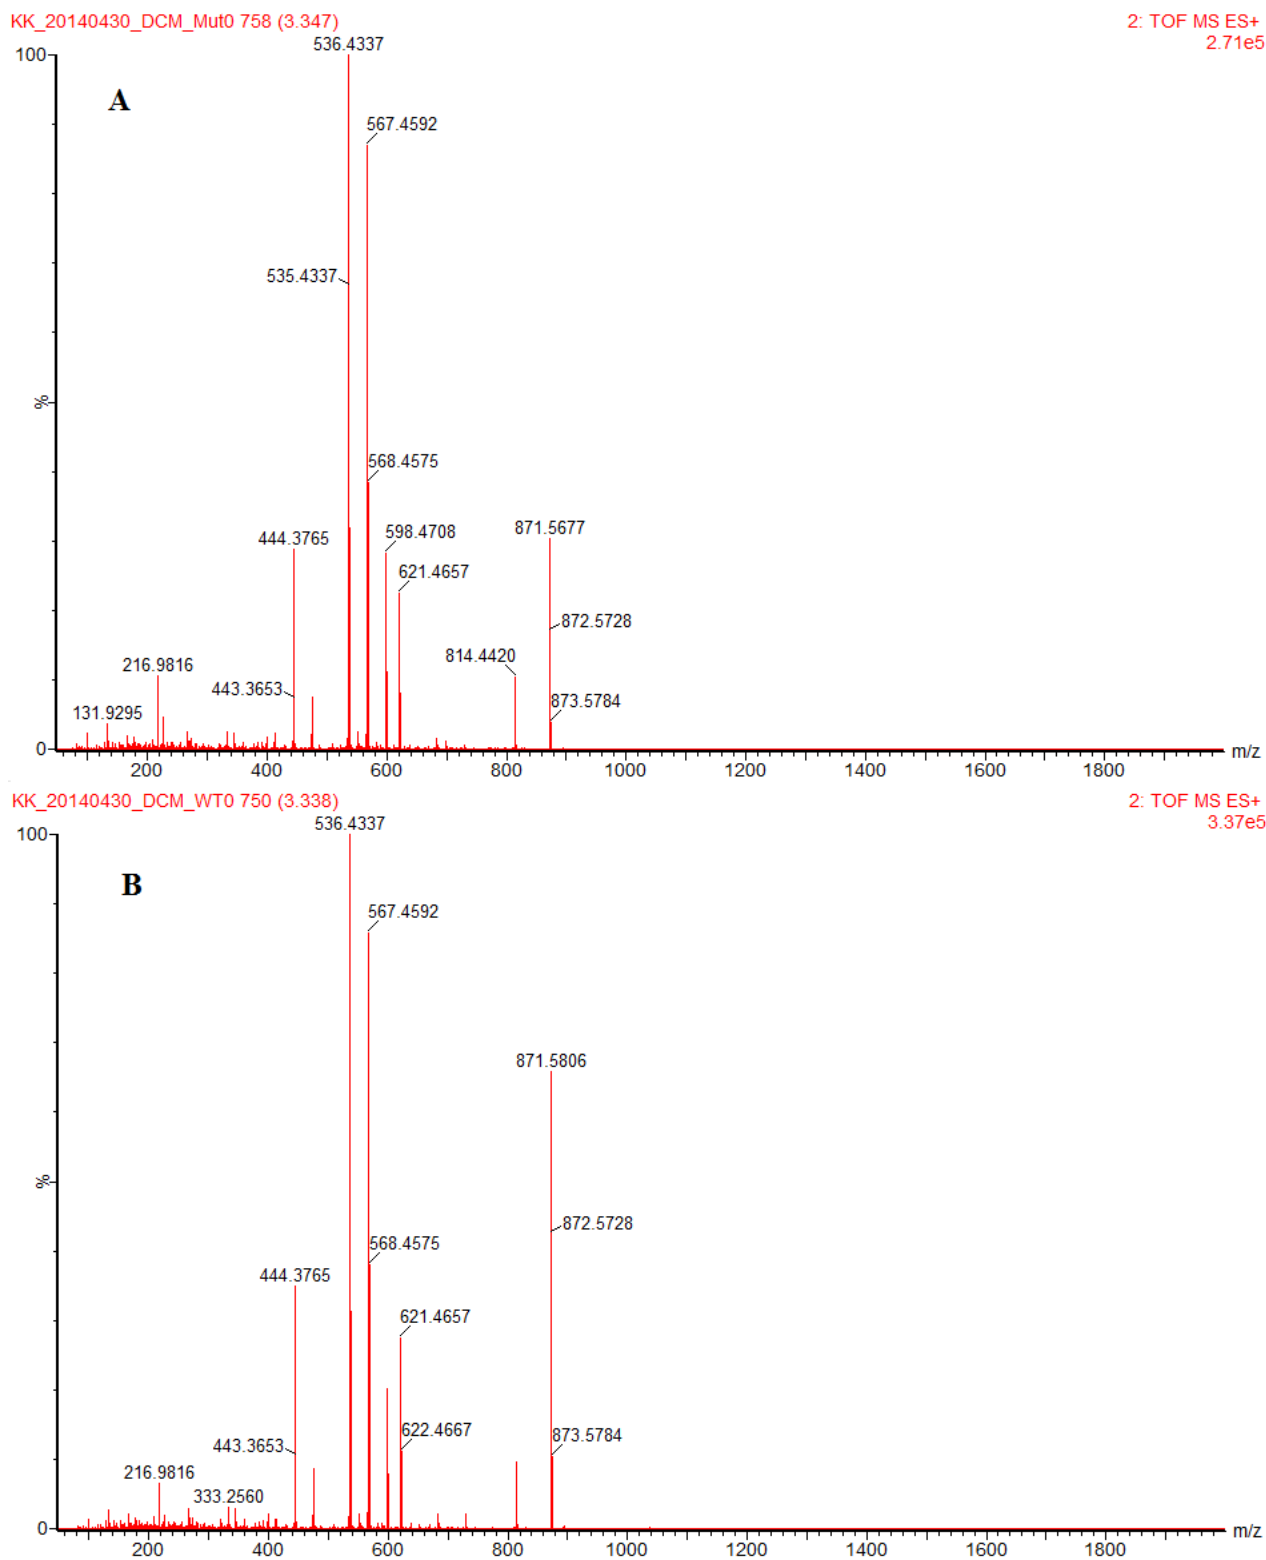 KK_20140430_DCM_Mut0 758 (3.347)
2: TOF MS ES+
2.71e5
536.4337
100
A
567.4592
535.4337
%
568.4575
444.3765
598.4708
871.5677
621.4657
872.5728
814.4420
216.9816
443.3653
873.5784
131.9295
0
m/z
200 400 600 800 1000 1200 1400 1600 1800
KK_20140430_DCM_WT0 750 (3.338)
2: TOF MS ES+
3.37e5
536.4337
100
B
567.4592
871.5806
%
872.5728
568.4575
444.3765
621.4657
622.4667
873.5784
443.3653
216.9816
333.2560
0
m/z
200 400 600 800 1000 1200 1400 1600 1800